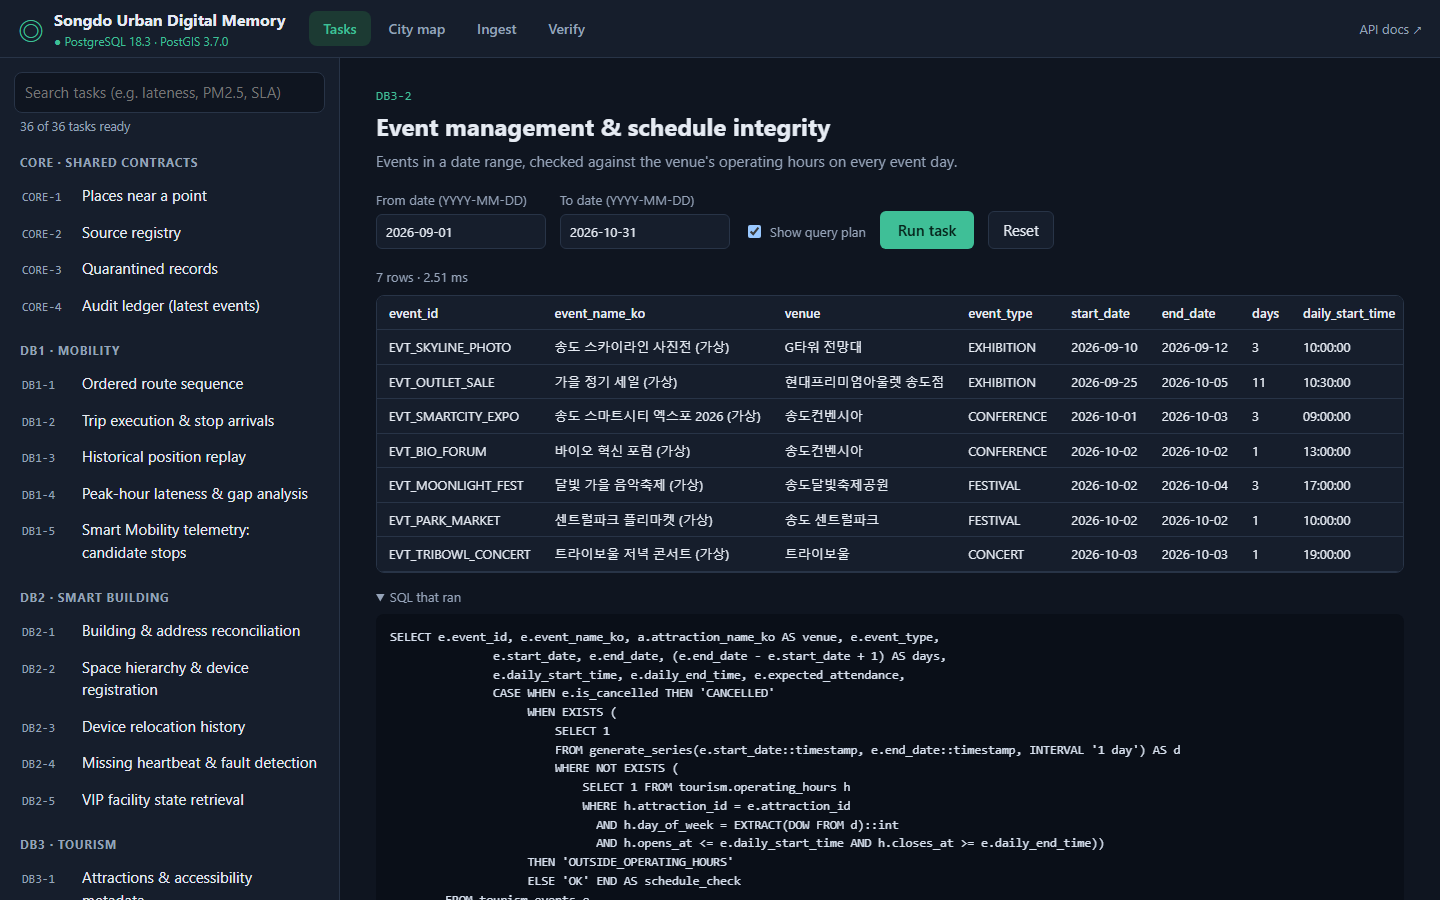 Songdo Urban Digital Memory
● PostgreSQL 18.3 · PostGIS 3.7.0
Tasks
City map
Ingest
Verify
API docs ↗
Search tasks (e.g. lateness, PM2.5, SLA)
36 of 36 tasks ready
CORE · SHARED CONTRACTS
CORE-1 Places near a point
CORE-2 Source registry
CORE-3 Quarantined records
CORE-4 Audit ledger (latest events)
DB1 · MOBILITY
DB1-1 Ordered route sequence
DB1-2 Trip execution & stop arrivals
DB1-3 Historical position replay
DB1-4 Peak-hour lateness & gap analysis
DB1-5 Smart Mobility telemetry:
candidate stops
DB2 · SMART BUILDING
DB2-1 Building & address reconciliation
DB2-2 Space hierarchy & device
registration
DB2-3 Device relocation history
DB2-4 Missing heartbeat & fault detection
DB2-5 VIP facility state retrieval
DB3 · TOURISM
DB3-1 Attractions & accessibility
metadata
DB3-2
Event management & schedule integrity
Events in a date range, checked against the venue's operating hours on every event day.
From date (YYYY-MM-DD) To date (YYYY-MM-DD)
2026-09-01 2026-10-31 Show query plan Run task Reset
7 rows · 2.51 ms
event_id event_name_ko venue event_type start_date end_date days daily_start_time
EVT_SKYLINE_PHOTO 송도 스카이라인 사진전 (가상) G타워 전망대 EXHIBITION 2026-09-10 2026-09-12 3 10:00:00
EVT_OUTLET_SALE 가을 정기 세일 (가상) 현대프리미엄아울렛 송도점 EXHIBITION 2026-09-25 2026-10-05 11 10:30:00
EVT_SMARTCITY_EXPO 송도 스마트시티 엑스포 2026 (가상) 송도컨벤시아 CONFERENCE 2026-10-01 2026-10-03 3 09:00:00
EVT_BIO_FORUM 바이오 혁신 포럼 (가상) 송도컨벤시아 CONFERENCE 2026-10-02 2026-10-02 1 13:00:00
EVT_MOONLIGHT_FEST 달빛 가을 음악축제 (가상) 송도달빛축제공원 FESTIVAL 2026-10-02 2026-10-04 3 17:00:00
EVT_PARK_MARKET 센트럴파크 플리마켓 (가상) 송도 센트럴파크 FESTIVAL 2026-10-02 2026-10-02 1 10:00:00
EVT_TRIBOWL_CONCERT 트라이보울 저녁 콘서트 (가상) 트라이보울 CONCERT 2026-10-03 2026-10-03 1 19:00:00
▼ SQL that ran
SELECT e.event_id, e.event_name_ko, a.attraction_name_ko AS venue, e.event_type,
e.start_date, e.end_date, (e.end_date - e.start_date + 1) AS days,
e.daily_start_time, e.daily_end_time, e.expected_attendance,
CASE WHEN e.is_cancelled THEN 'CANCELLED'
WHEN EXISTS (
SELECT 1
FROM generate_series(e.start_date::timestamp, e.end_date::timestamp, INTERVAL '1 day') AS d
WHERE NOT EXISTS (
SELECT 1 FROM tourism.operating_hours h
WHERE h.attraction_id = e.attraction_id
AND h.day_of_week = EXTRACT(DOW FROM d)::int
AND h.opens_at <= e.daily_start_time AND h.closes_at >= e.daily_end_time))
THEN 'OUTSIDE_OPERATING_HOURS'
ELSE 'OK' END AS schedule_check
FROM tourism.events e